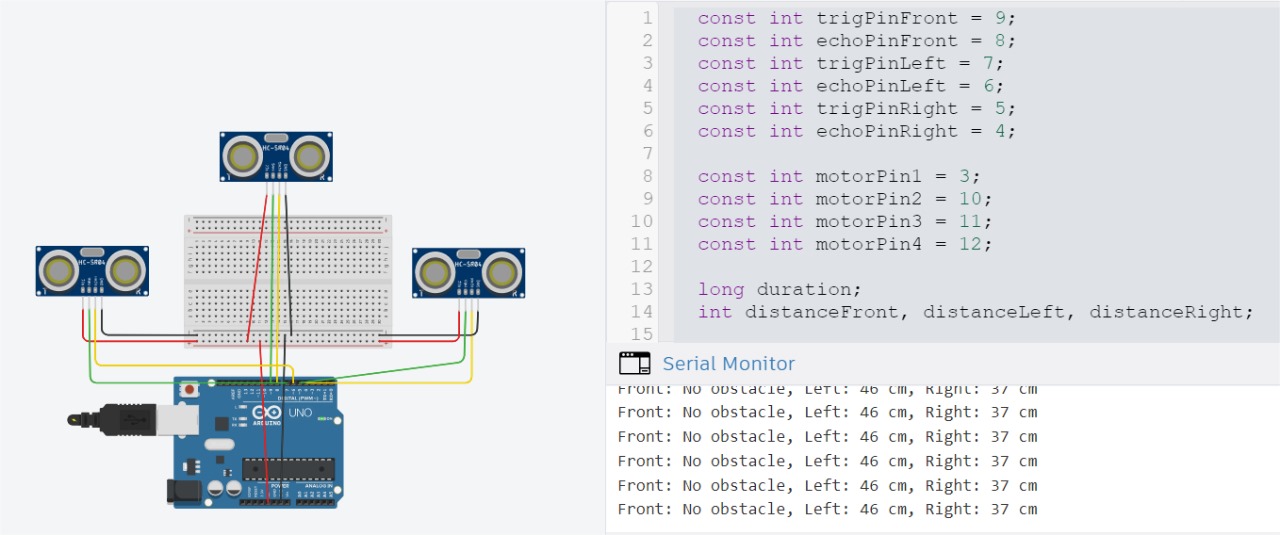 HC-SR04
HC-SR04
HC-SR04
DIGITAL (PWM~)
UNO
ARDUINO
POWER
ANALOG IN
1 const int trigPinFront = 9;
2 const int echoPinFront = 8;
3 const int trigPinLeft = 7;
4 const int echoPinLeft = 6;
5 const int trigPinRight = 5;
6 const int echoPinRight = 4;
7
8 const int motorPin1 = 3;
9 const int motorPin2 = 10;
10 const int motorPin3 = 11;
11 const int motorPin4 = 12;
12
13 long duration;
14 int distanceFront, distanceLeft, distanceRight;
15
Serial Monitor
Front: No obstacle, Left: 46 cm, Right: 37 cm
Front: No obstacle, Left: 46 cm, Right: 37 cm
Front: No obstacle, Left: 46 cm, Right: 37 cm
Front: No obstacle, Left: 46 cm, Right: 37 cm
Front: No obstacle, Left: 46 cm, Right: 37 cm
Front: No obstacle, Left: 46 cm, Right: 37 cm